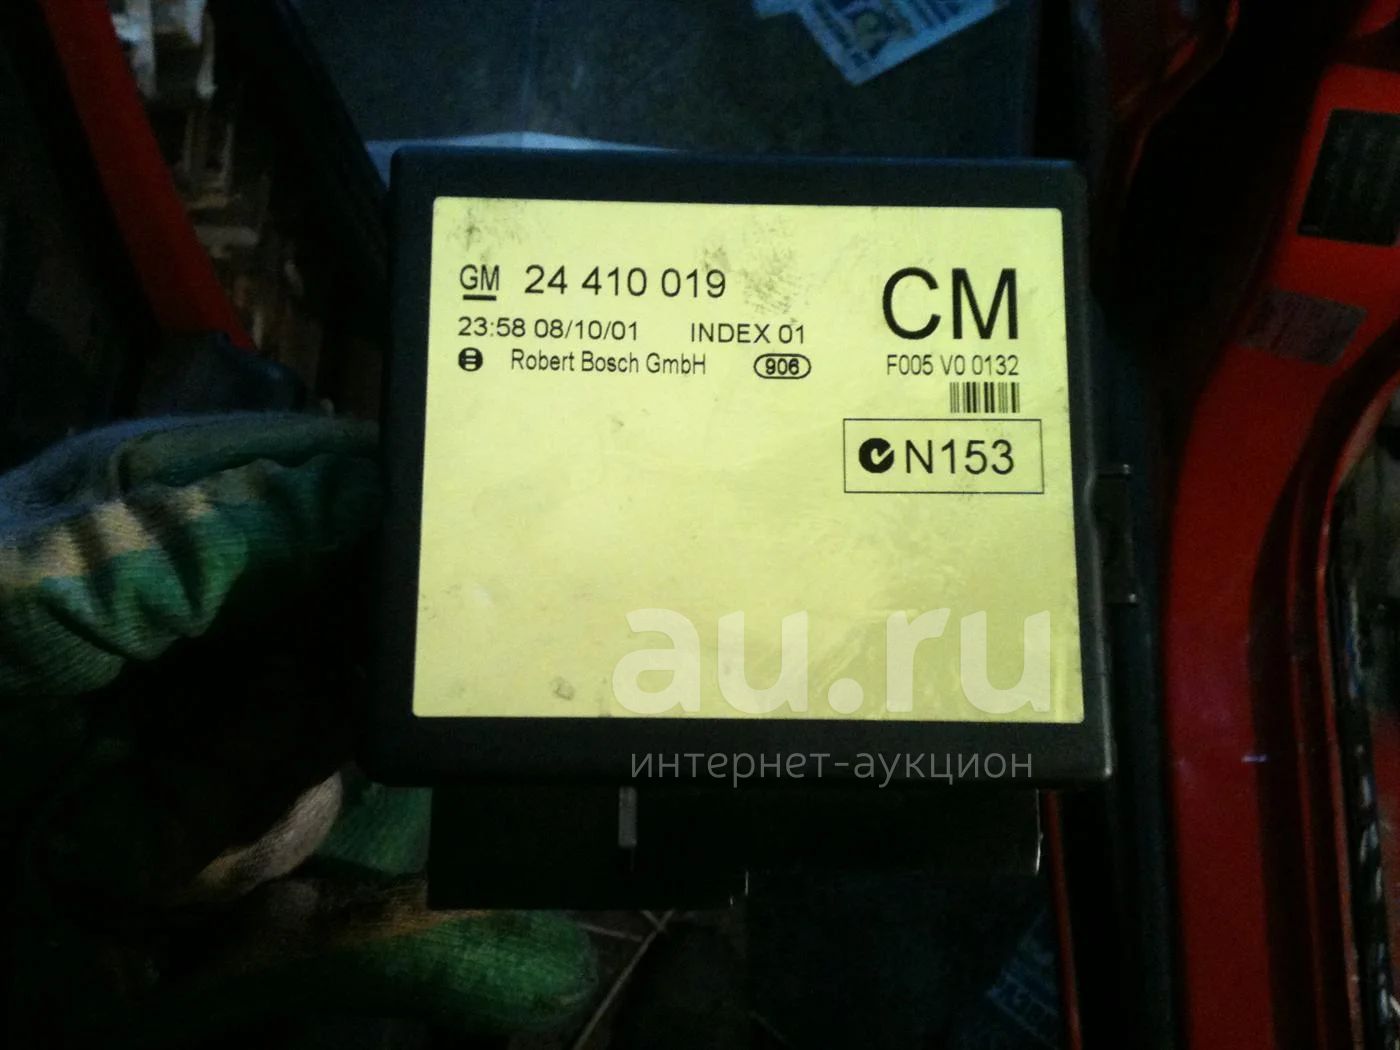 GM 24 410 019 CM
23:58 08/10/01 INDEX 01
Robert Bosch GmbH 906 F005 V0 0132
N153
au.ru
интернет-аукцион